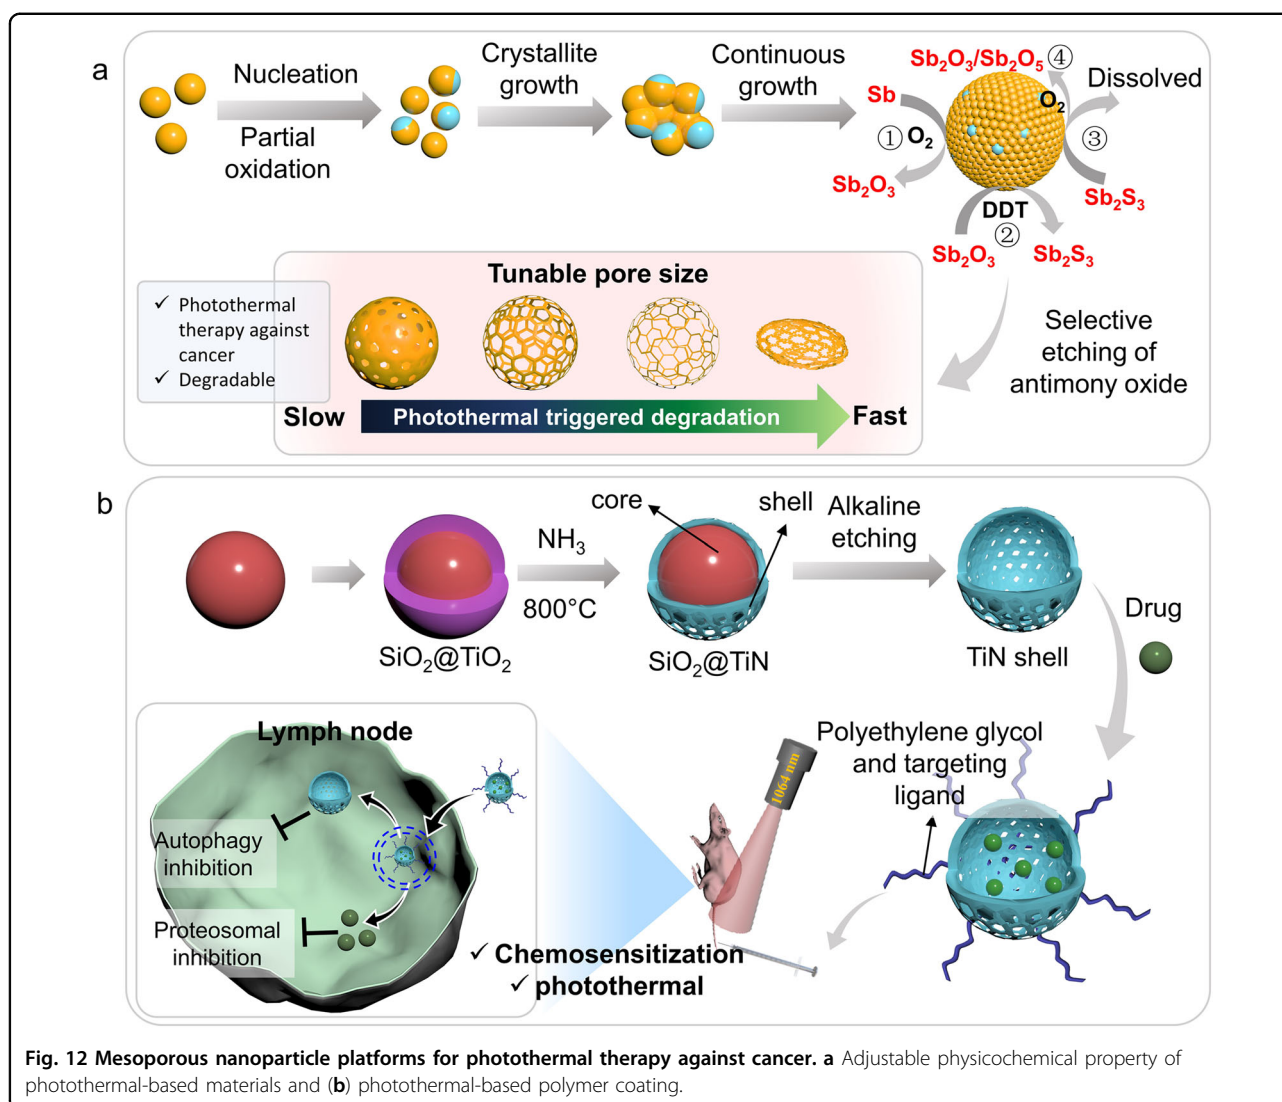 a
Nucleation
Partial
oxidation
Crystallite
growth
Continuous
growth
Sb₂O₃/Sb₂O₅ ④
Dissolved
Sb
O₂
① O₂
③
Sb₂O₃
Sb₂S₃
DDT
②
Sb₂O₃
Sb₂S₃
Selective
etching of
antimony oxide
Tunable pore size
✓ Photothermal
therapy against
cancer
✓ Degradable
Slow
Photothermal triggered degradation
Fast
b
SiO₂@TiO₂
NH₃
800°C
core
shell
SiO₂@TiN
Alkaline
etching
TiN shell
Drug
Polyethylene glycol
and targeting
ligand
1064 nm
Lymph node
Autophagy
inhibition
Proteosomal
inhibition
✓ Chemosensitization
✓ photothermal
Fig. 12 Mesoporous nanoparticle platforms for photothermal therapy against cancer. a Adjustable physicochemical property of
photothermal-based materials and (b) photothermal-based polymer coating.